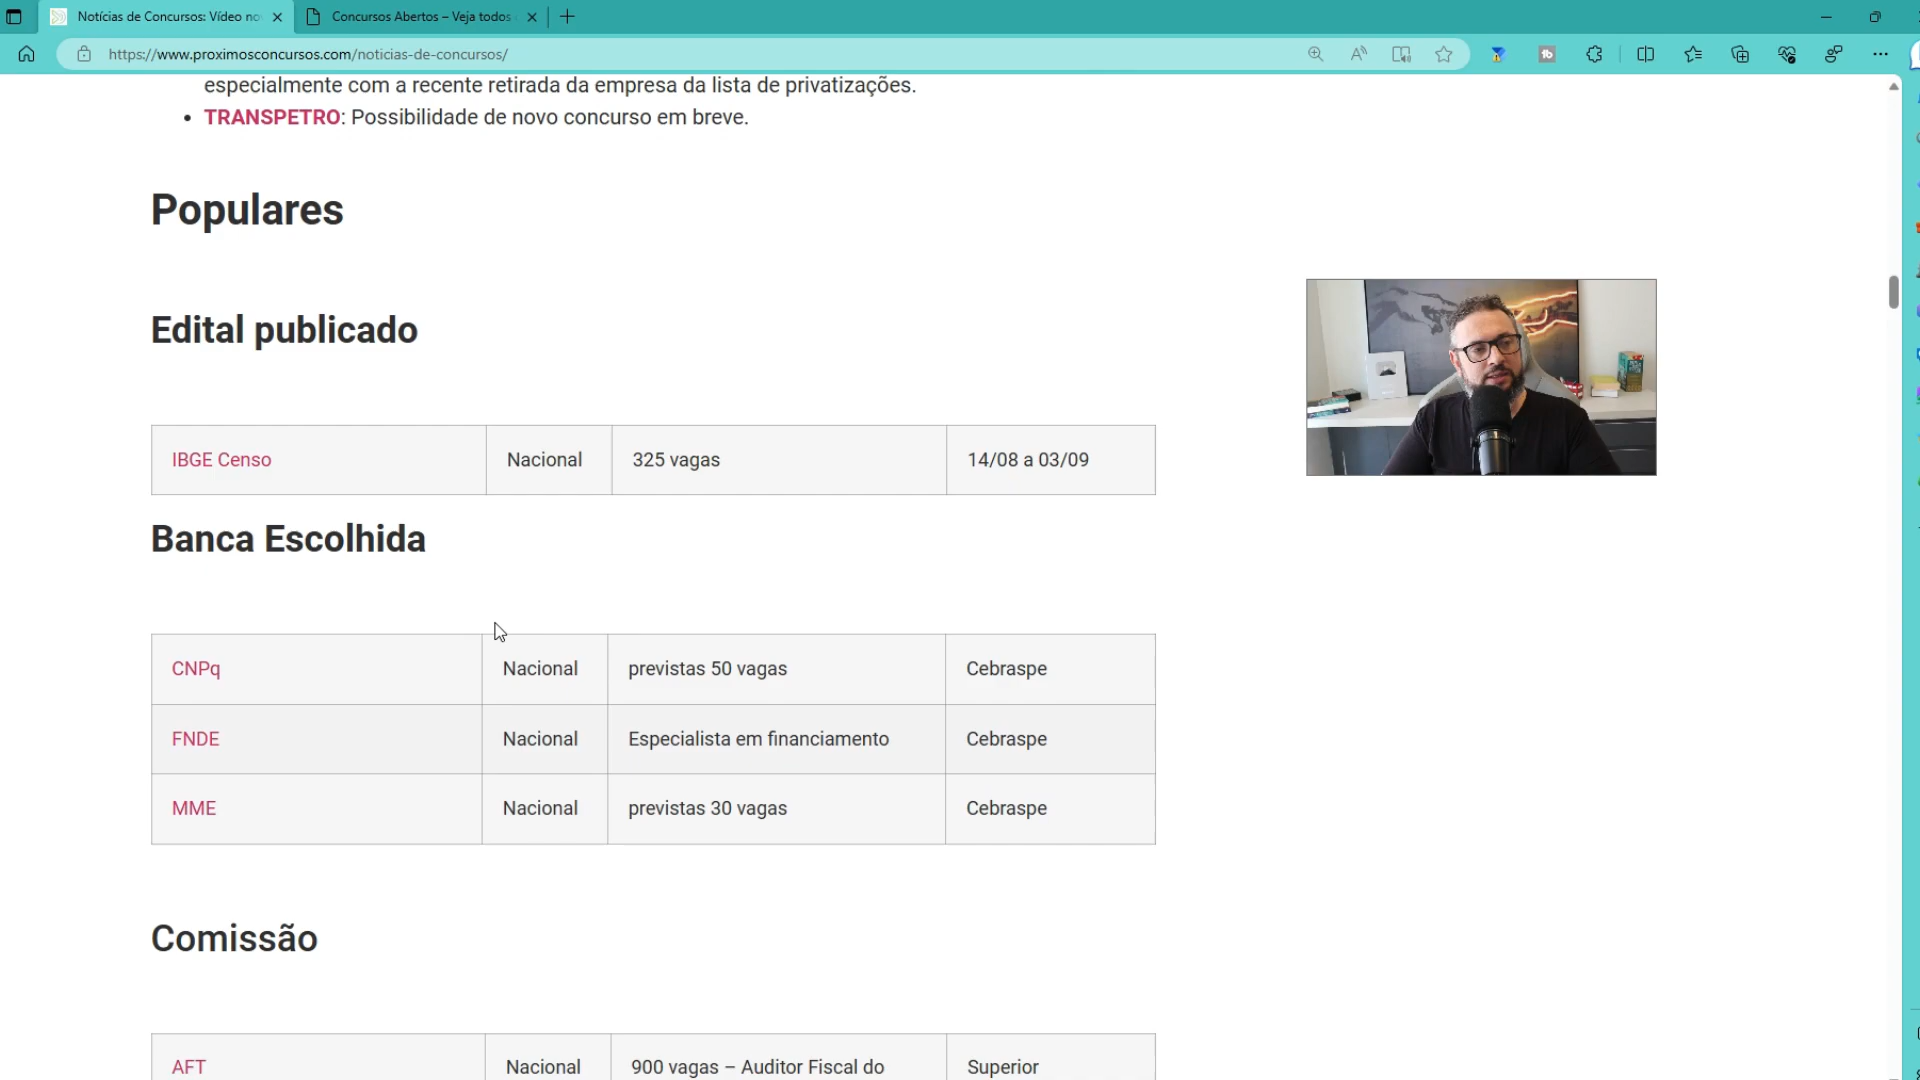 Notícias de Concursos: Vídeo no
Concursos Abertos – Veja todos
https://www.proximosconcursos.com/noticias-de-concursos/
especialmente com a recente retirada da empresa da lista de privatizações.
• TRANSPETRO: Possibilidade de novo concurso em breve.
Populares
Edital publicado
IBGE Censo Nacional 325 vagas 14/08 a 03/09
Banca Escolhida
CNPq Nacional previstas 50 vagas Cebraspe
FNDE Nacional Especialista em financiamento Cebraspe
MME Nacional previstas 30 vagas Cebraspe
Comissão
AFT Nacional 900 vagas – Auditor Fiscal do Superior